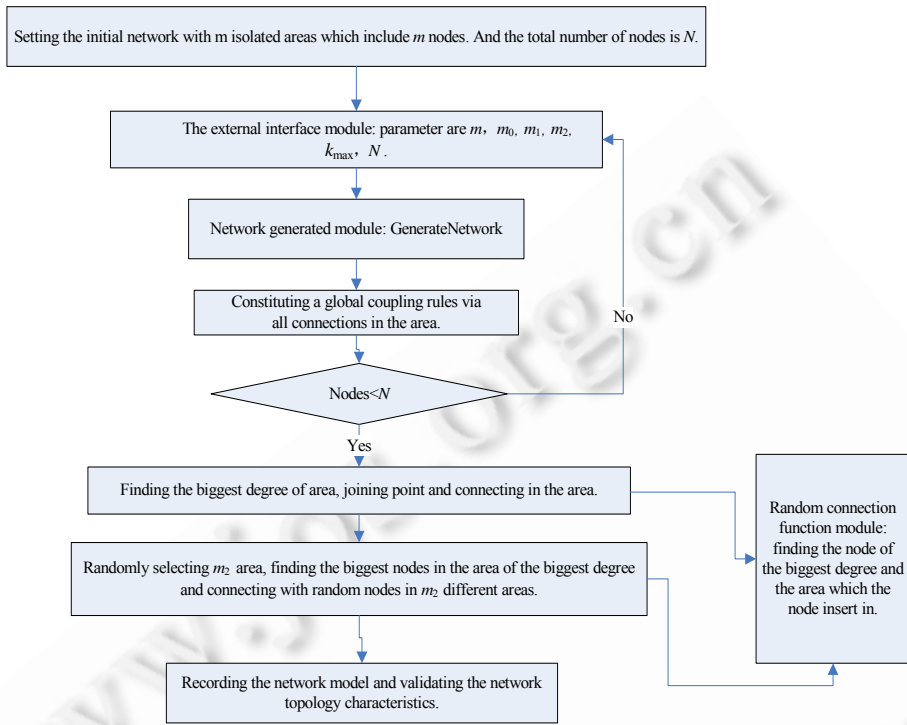 Setting the initial network with m isolated areas which include m nodes. And the total number of nodes is N.
The external interface module: parameter are m，m0, m1, m2,
kmax，N .
Network generated module: GenerateNetwork
Constituting a global coupling rules via
all connections in the area.
No
Nodes<N
Yes
Finding the biggest degree of area, joining point and connecting in the area.
Randomly selecting m2 area, finding the biggest nodes in the area of the biggest degree
and connecting with random nodes in m2 different areas.
Random connection
function module:
finding the node of
the biggest degree and
the area which the
node insert in.
Recording the network model and validating the network
topology characteristics.
www.jos.org.cn